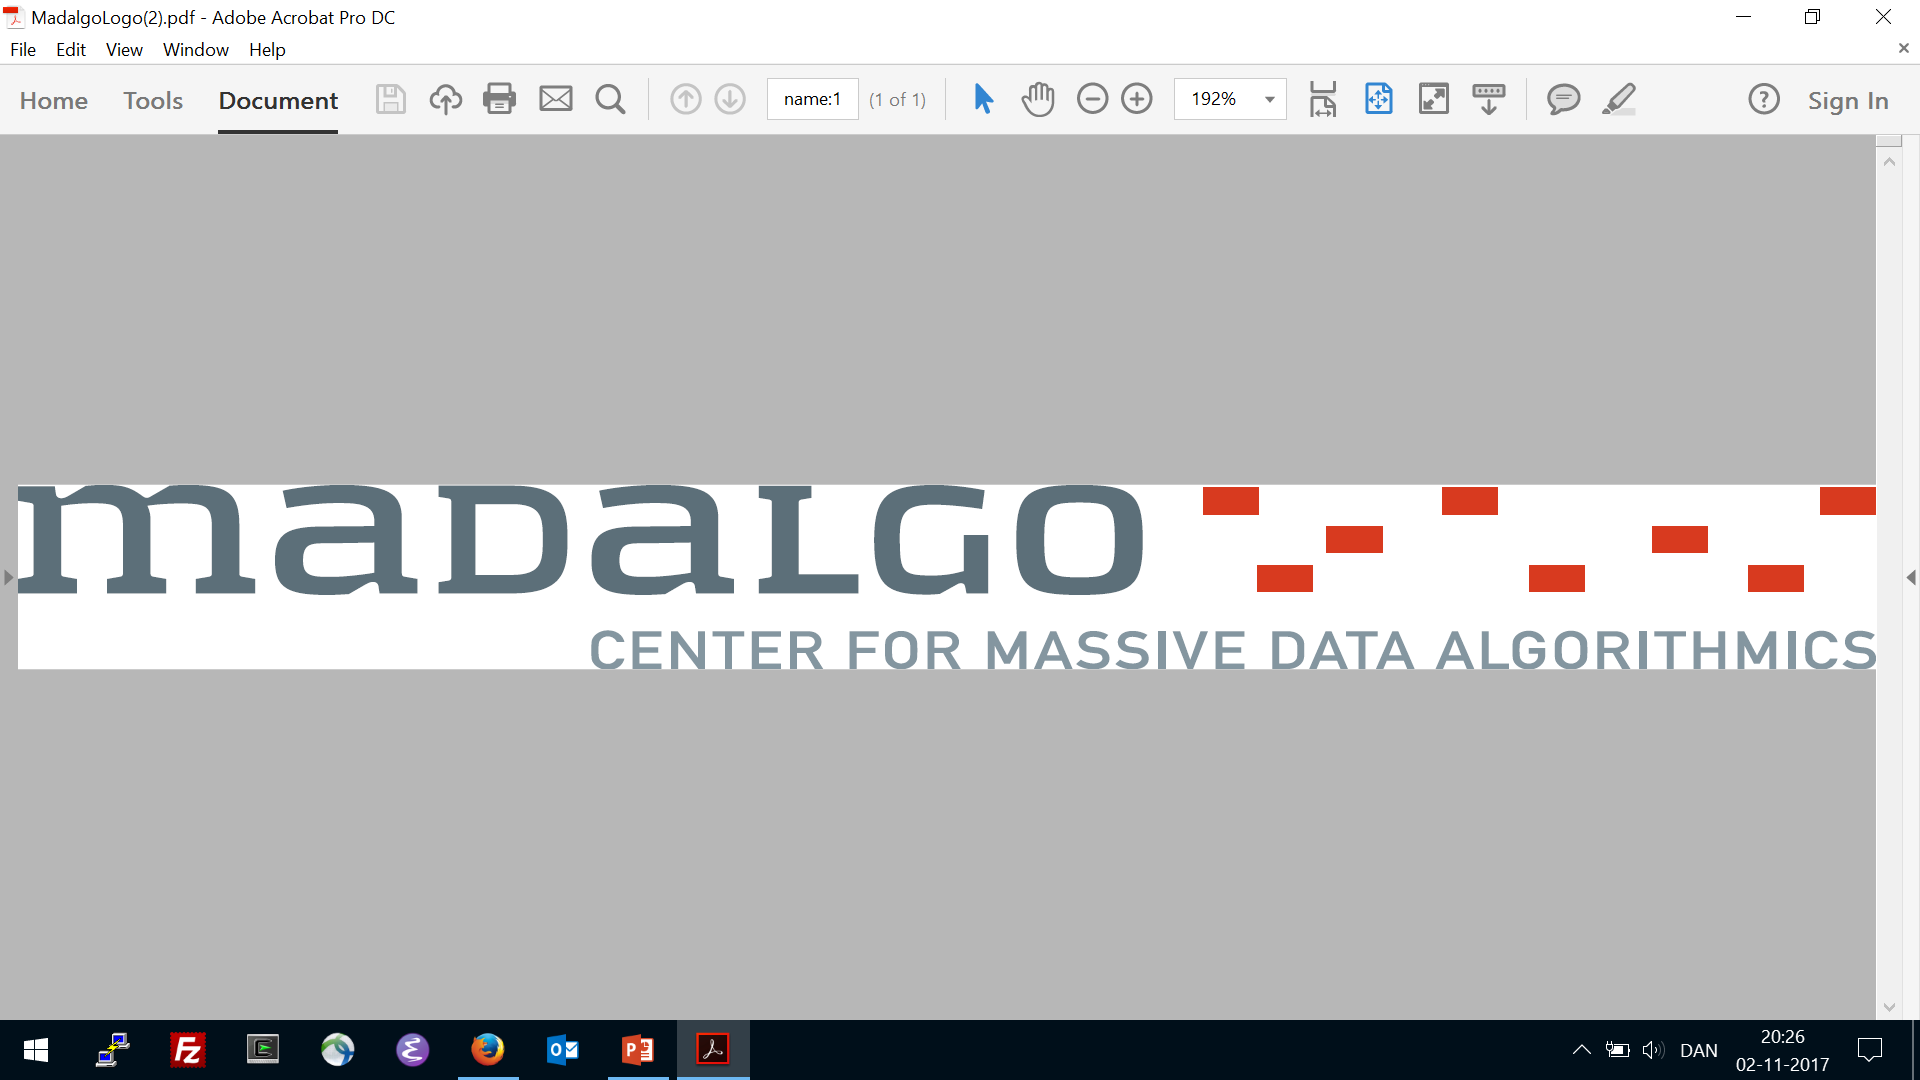 MadalgoLogo(2).pdf - Adobe Acrobat Pro DC
File Edit View Window Help
Home Tools Document name:1 (1 of 1) 192% Sign In
maDaLGO
CENTER FOR MASSIVE DATA ALGORITHMICS
DAN 20:26
02-11-2017